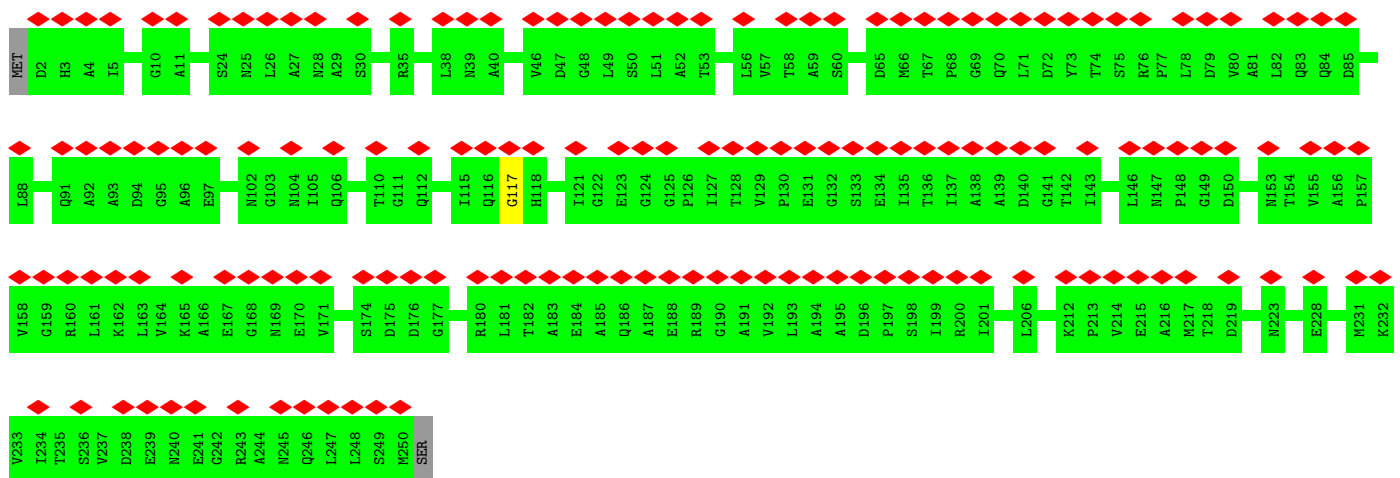 MET D2 H3 A4 I5 G10 A11 S24 N25 L26 A27 N28 A29 S30 R35 L38 N39 A40 V46 D47 G48 L49 S50 L51 A52 T53 L56 V57 T58 A59 S60 D65 M66 T67 P68 G69 Q70 L71 D72 Y73 T74 S75 R76 P77 L78 D79 V80 A81 L82 Q83 Q84 D85
L88 Q91 A92 A93 D94 G95 A96 E97 N102 G103 N104 I105 Q106 T110 G111 Q112 I115 Q116 G117 H118 I121 G122 E123 G124 G125 P126 I127 T128 V129 P130 E131 G132 S133 E134 I135 T136 I137 A138 A139 D140 G141 T142 I143 L146 N147 P148 G149 D150 N153 T154 V155 A156 P157
V158 G159 R160 L161 K162 L163 V164 K165 A166 E167 G168 N169 E170 V171 S174 D175 D176 G177 R180 L181 T182 A183 E184 A185 Q186 A187 E188 R189 G190 A191 V192 L193 A194 A195 D196 P197 S198 I199 R200 I201 L206 K212 P213 V214 E215 A216 M217 T218 D219 N223 E228 M231 K232
V233 I234 T235 S236 V237 D238 E239 N240 E241 G242 R243 A244 N245 Q246 L247 L248 S249 M250 SER